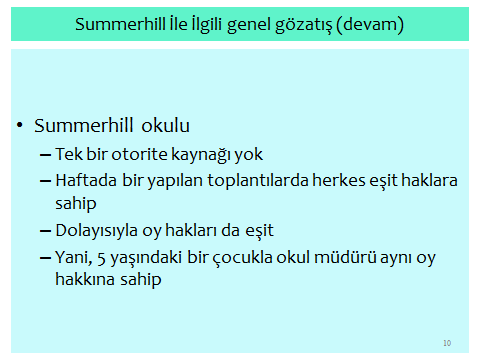 Summerhill İle İlgili genel gözatış (devam)
• Summerhill okulu
– Tek bir otorite kaynağı yok
– Haftada bir yapılan toplantılarda herkes eşit haklara
sahip
– Dolayısıyla oy hakları da eşit
– Yani, 5 yaşındaki bir çocukla okul müdürü aynı oy
hakkına sahip
10